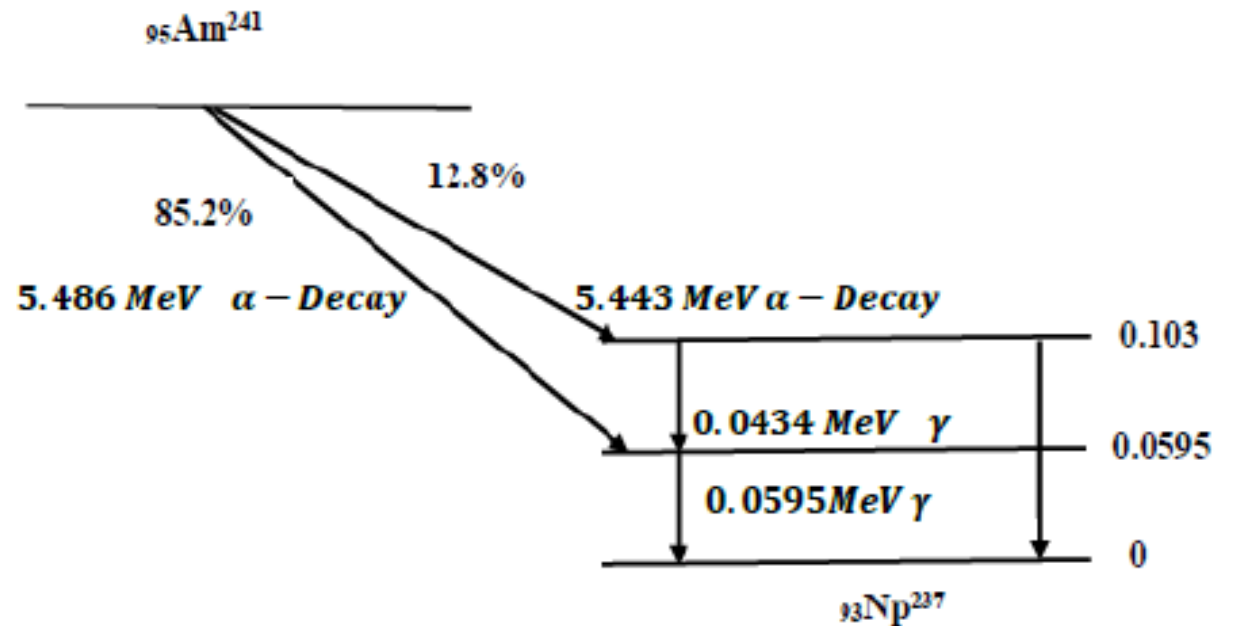 ₉₅Am²⁴¹
12.8%
85.2%
5.486 MeV α − Decay
5.443 MeV α − Decay
0.103
0.0434 MeV γ
0.0595
0.0595MeV γ
0
₉₃Np²³⁷